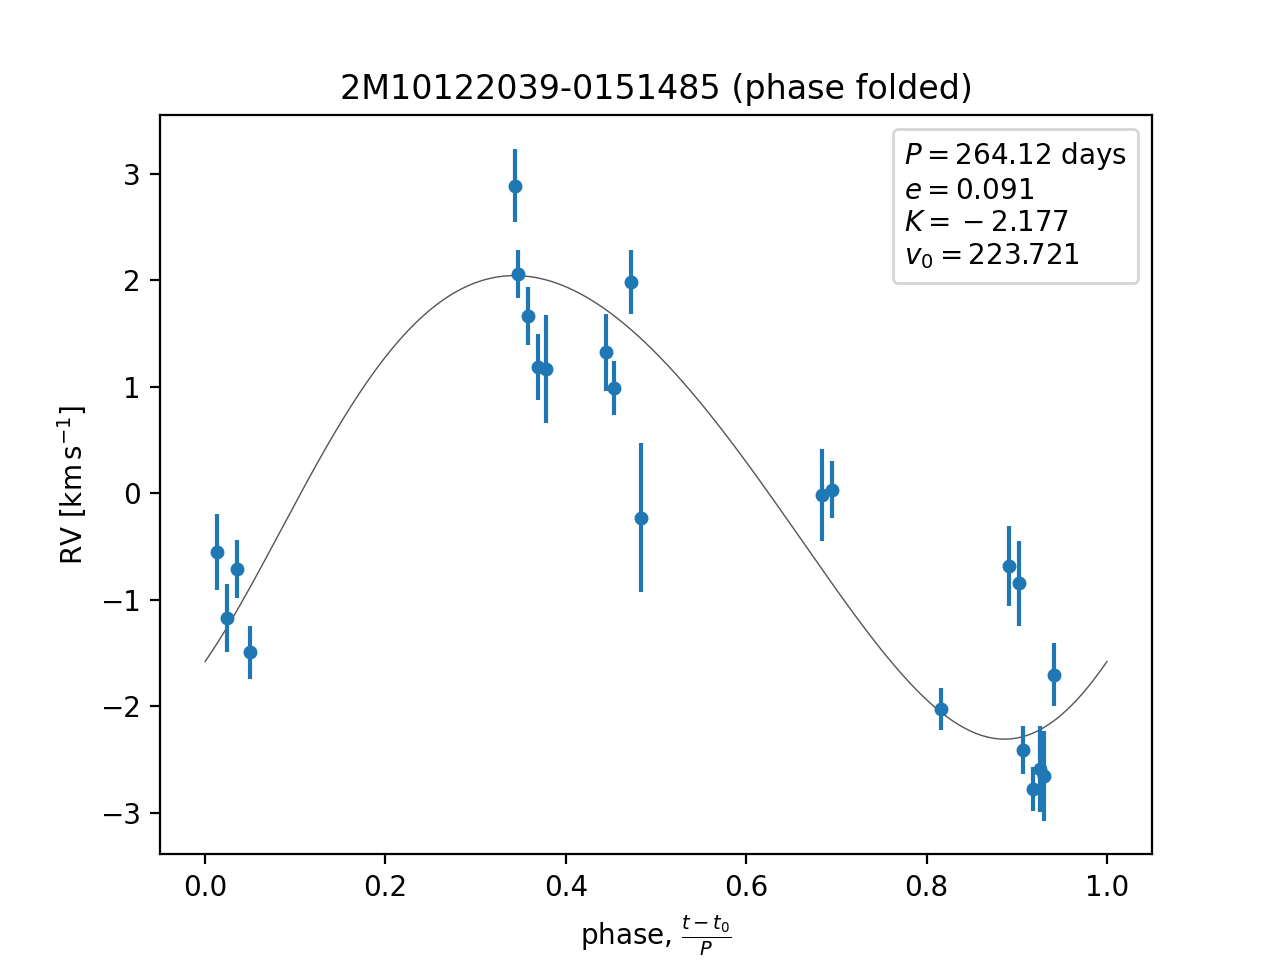 2M10122039-0151485 (phase folded)
P = 264.12 days
e = 0.091
K = −2.177
v₀ = 223.721
3
2
1
0
−1
−2
−3
RV [km s⁻¹]
0.0 0.2 0.4 0.6 0.8 1.0
phase, (t − t₀)/P